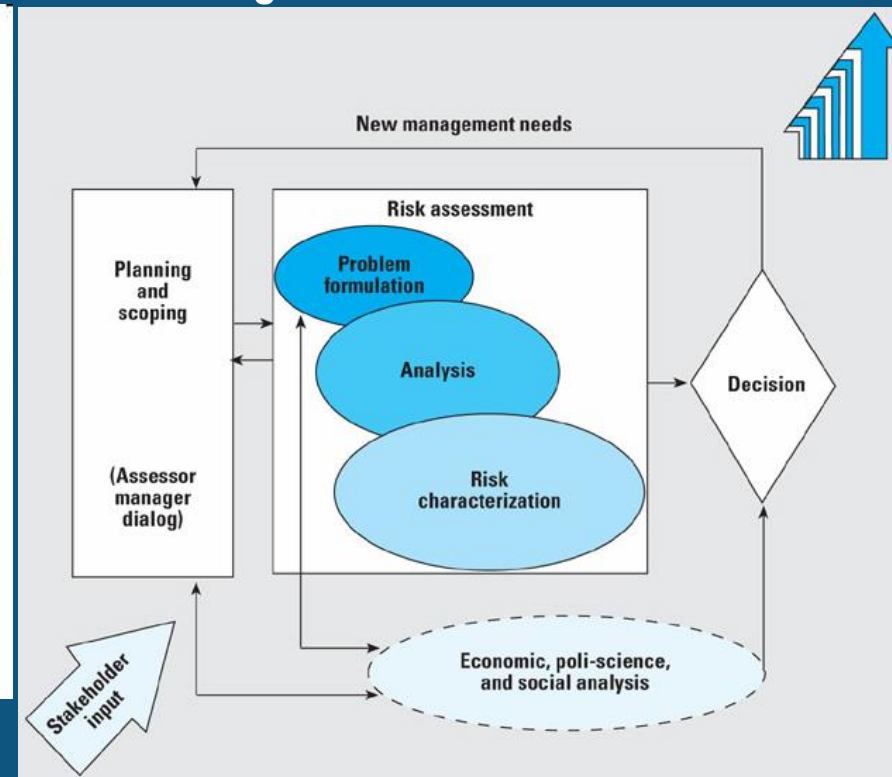 New management needs
Risk assessment
Planning
and
scoping
(Assessor
manager
dialog)
Problem
formulation
Analysis
Risk
characterization
Decision
Economic, poli-science,
and social analysis
Stakeholder
input